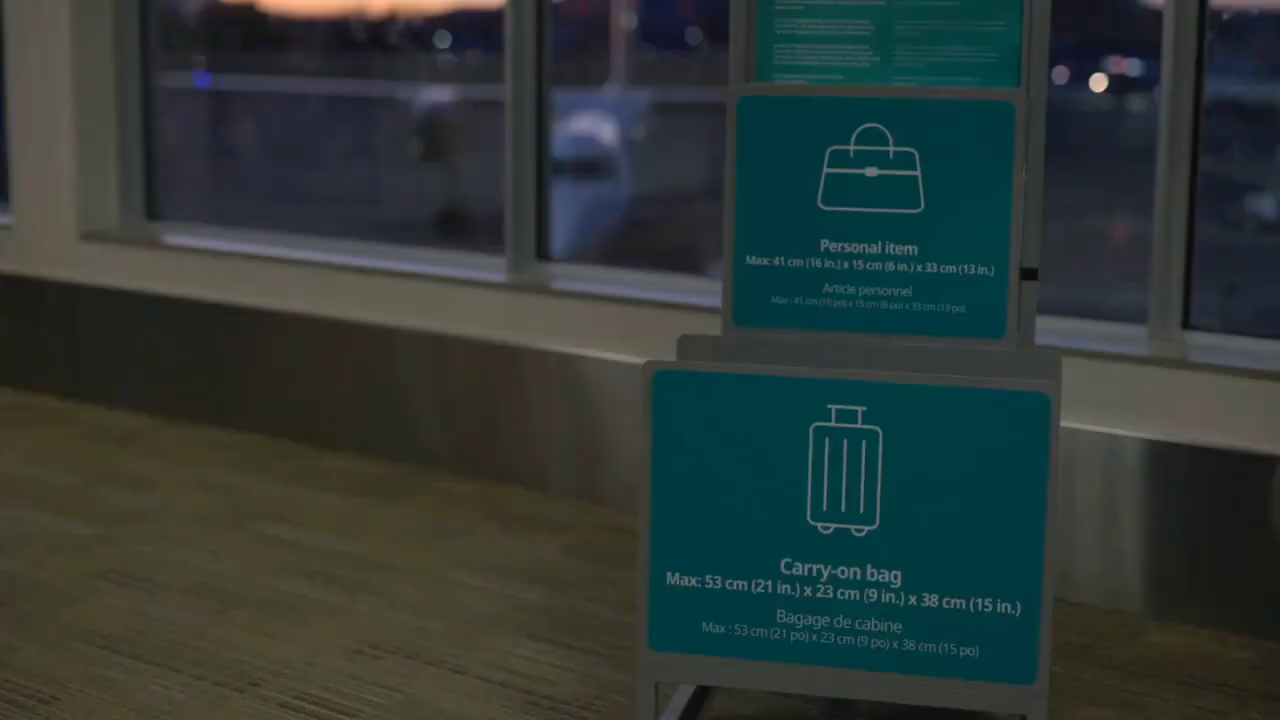 Personal item
Max: 41 cm (16 in.) x 15 cm (6 in.) x 33 cm (13 in.)
Article personnel
Max : 41 cm (16 po) x 15 cm (6 po) x 33 cm (13 po)
Carry-on bag
Max: 53 cm (21 in.) x 23 cm (9 in.) x 38 cm (15 in.)
Bagage de cabine
Max : 53 cm (21 po) x 23 cm (9 po) x 38 cm (15 po)